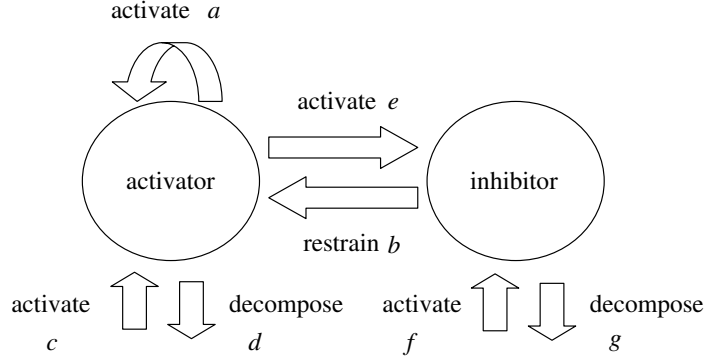 activate a
activate e
activator
inhibitor
restrain b
activate
decompose
activate
decompose
c
d
f
g